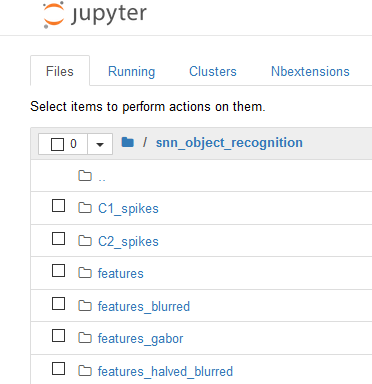 jupyter
Files Running Clusters Nbextensions
Select items to perform actions on them.
0 / snn_object_recognition
..
C1_spikes
C2_spikes
features
features_blurred
features_gabor
features_halved_blurred